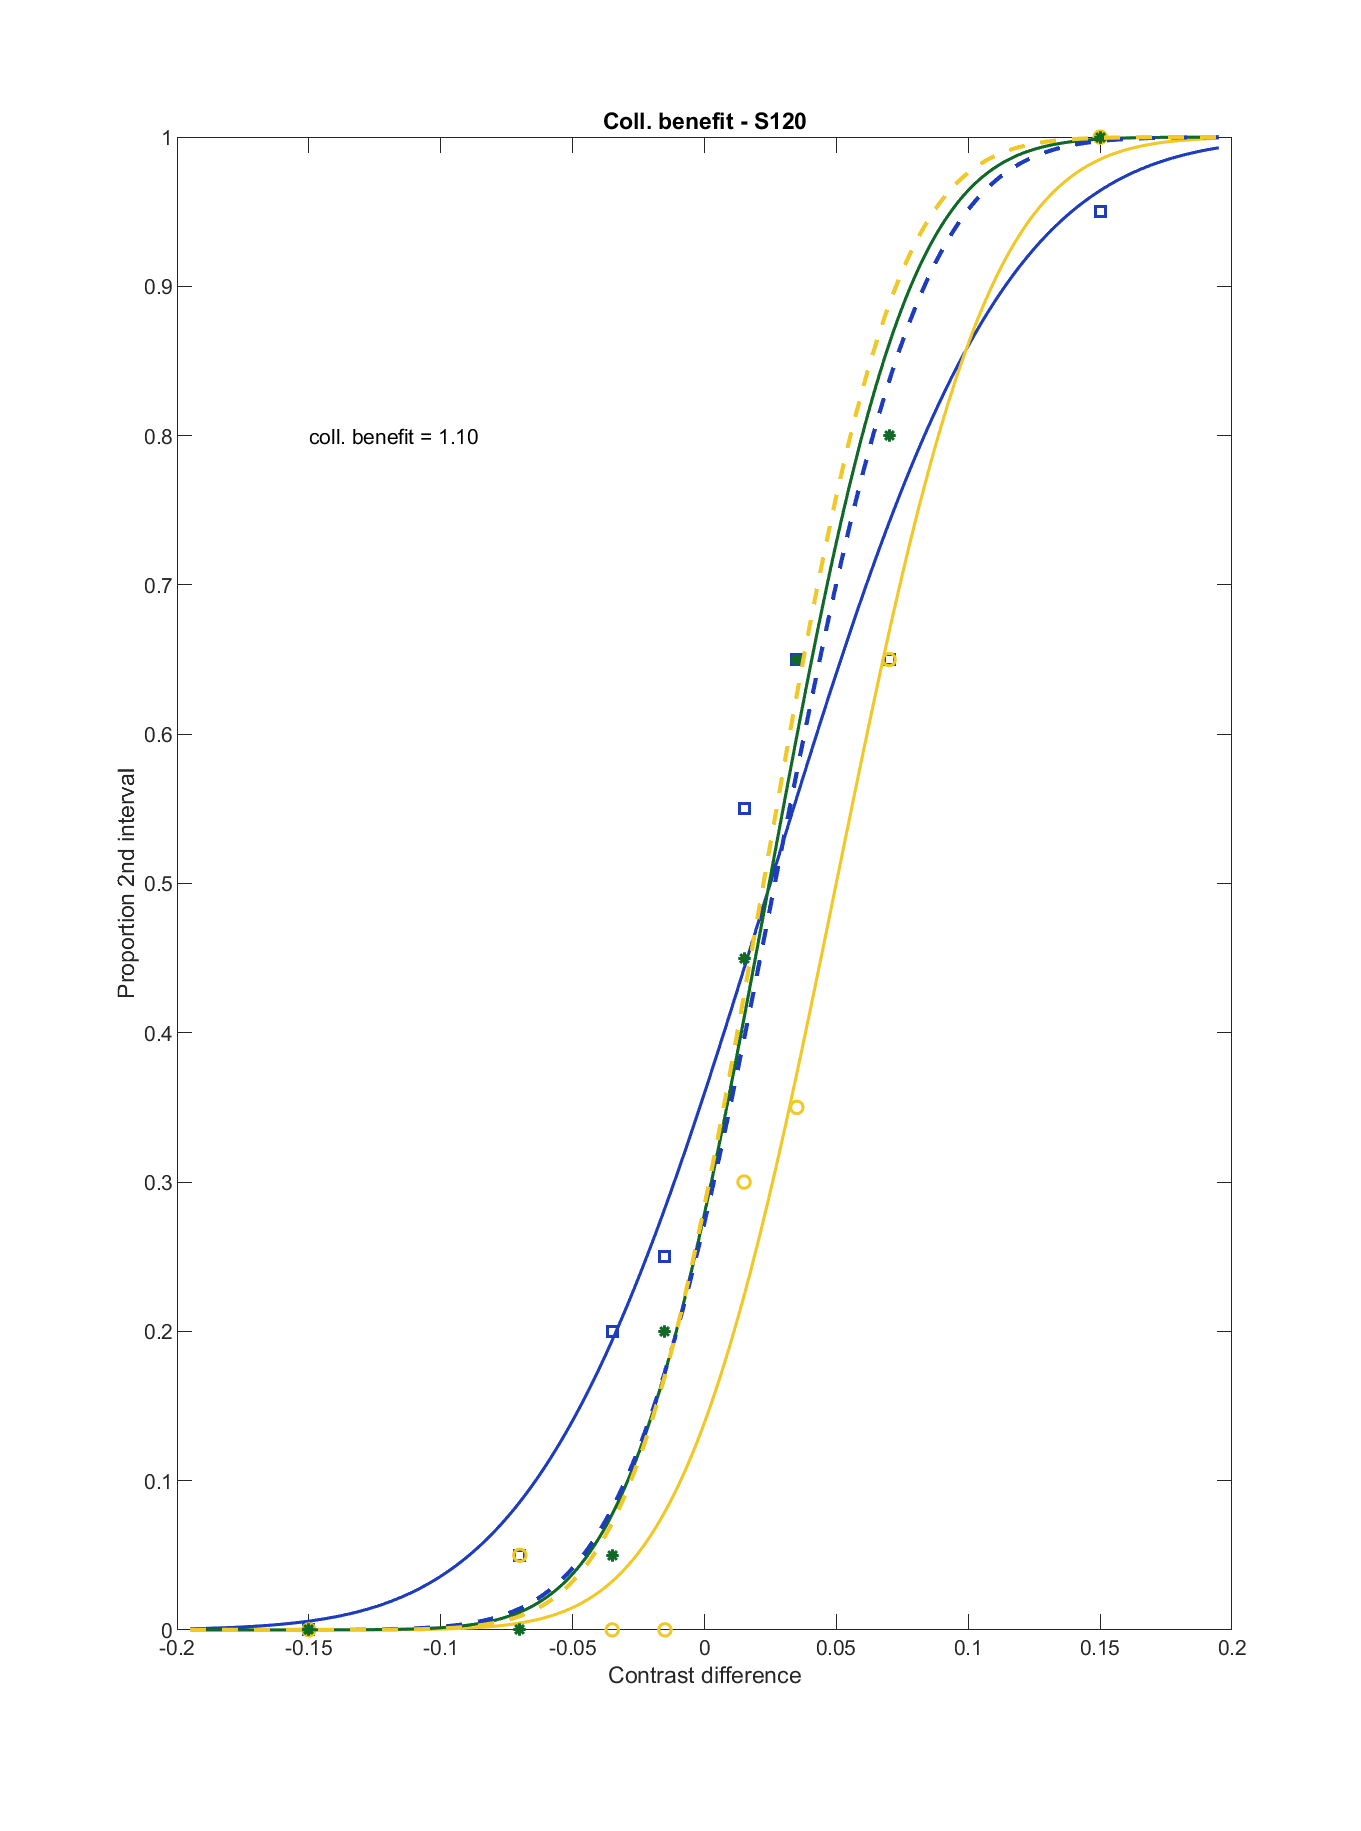 Coll. benefit - S120
1
0.9
0.8
0.7
0.6
0.5
0.4
0.3
0.2
0.1
0
coll. benefit = 1.10
Proportion 2nd interval
-0.2 -0.15 -0.1 -0.05 0 0.05 0.1 0.15 0.2
Contrast difference